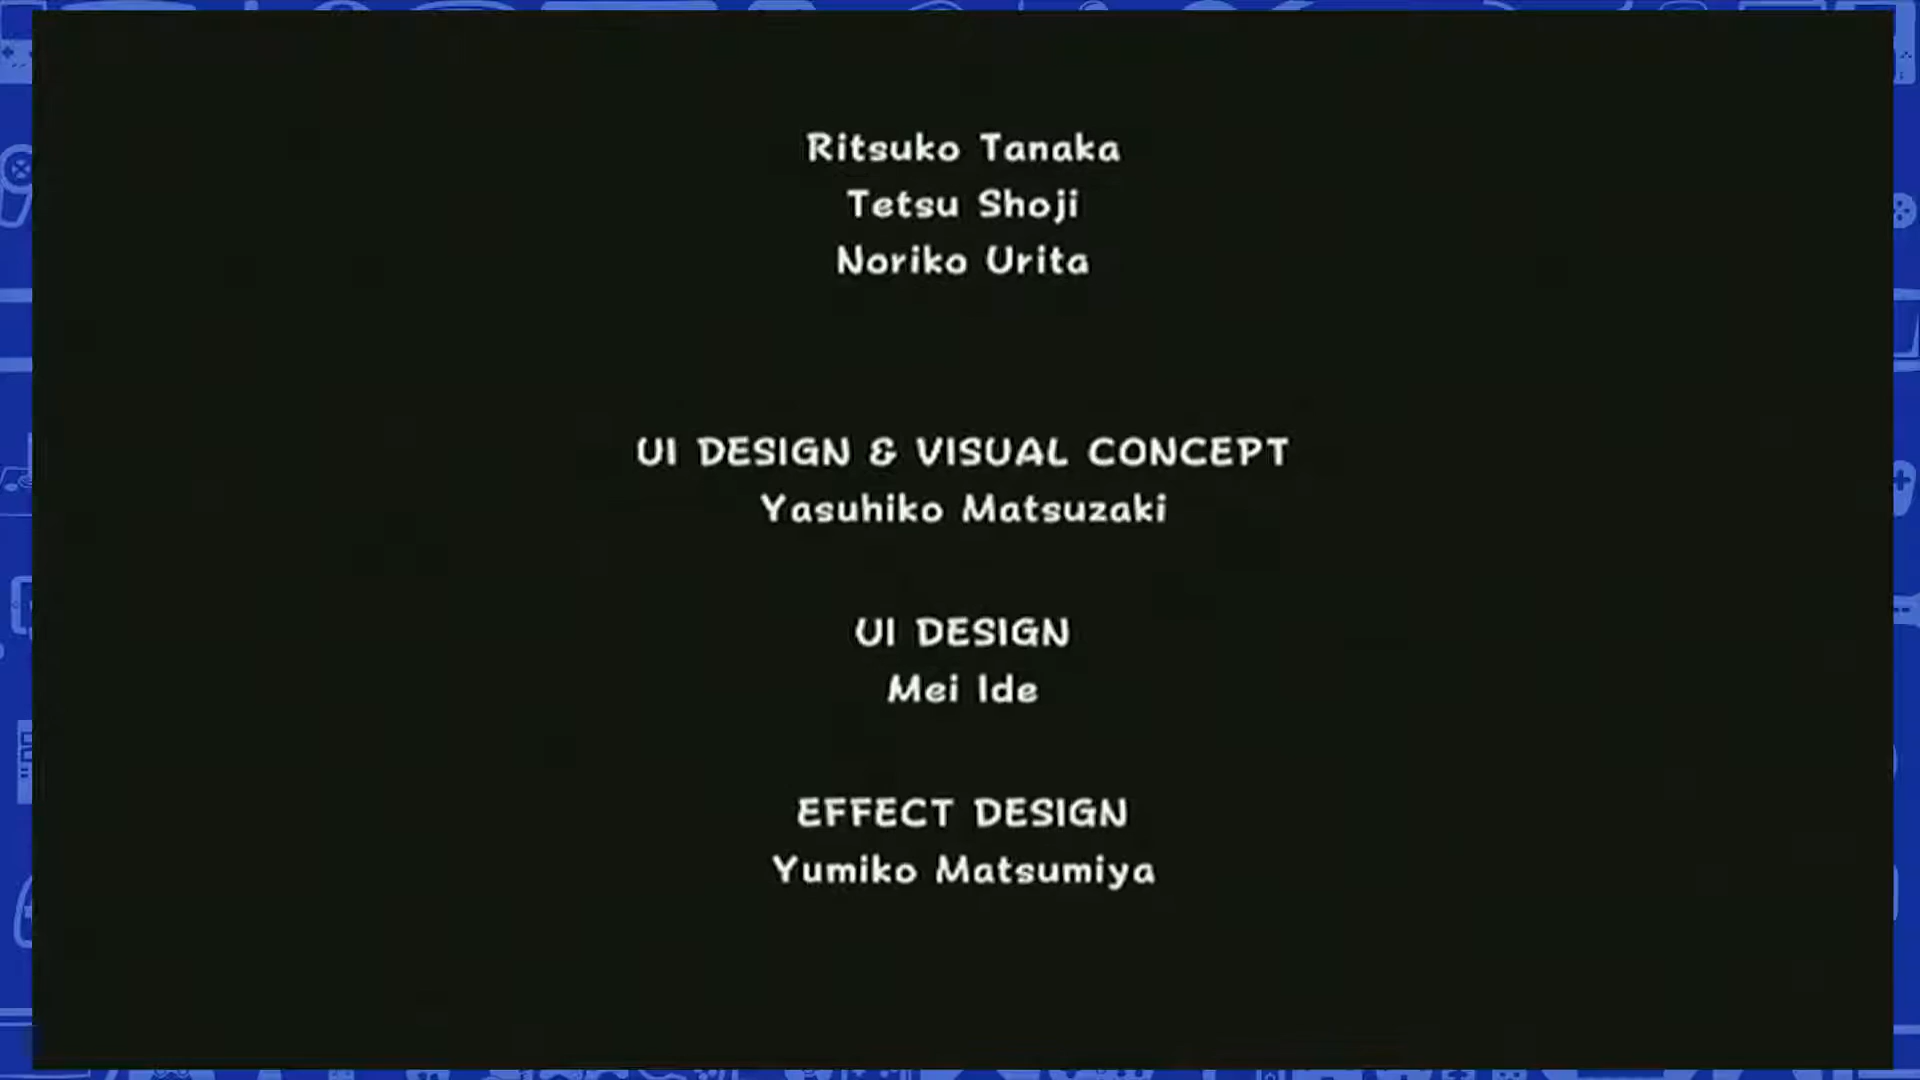 Ritsuko Tanaka
Tetsu Shoji
Noriko Urita
UI DESIGN & VISUAL CONCEPT
Yasuhiko Matsuzaki
UI DESIGN
Mei Ide
EFFECT DESIGN
Yumiko Matsumiya